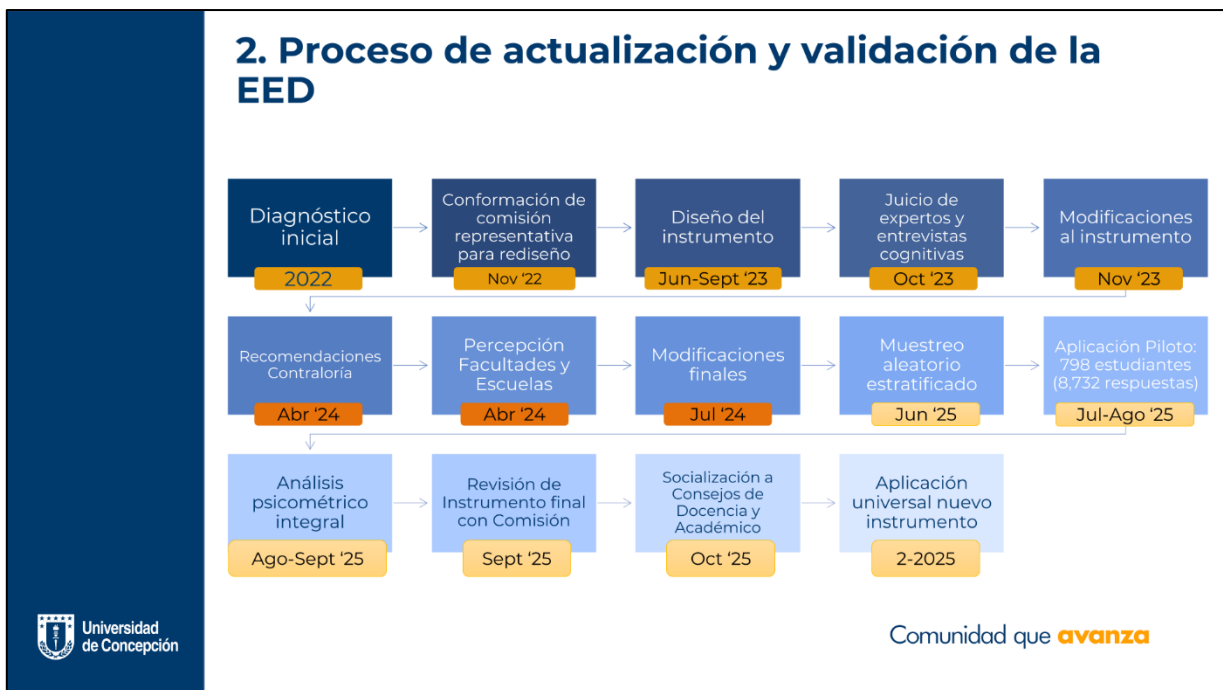 2. Proceso de actualización y validación de la
EED
Diagnóstico
inicial
2022
Conformación de
comisión
representativa
para rediseño
Nov ‘22
Diseño del
instrumento
Jun-Sept ‘23
Juicio de
expertos y
entrevistas
cognitivas
Oct ‘23
Modificaciones
al instrumento
Nov ‘23
Recomendaciones
Contraloría
Abr ‘24
Percepción
Facultades y
Escuelas
Abr ‘24
Modificaciones
finales
Jul ‘24
Muestreo
aleatorio
estratificado
Jun ‘25
Aplicación Piloto:
798 estudiantes
(8,732 respuestas)
Jul-Ago ‘25
Análisis
psicométrico
integral
Ago-Sept ‘25
Revisión de
Instrumento final
con Comisión
Sept ‘25
Socialización a
Consejos de
Docencia y
Académico
Oct ‘25
Aplicación
universal nuevo
instrumento
2-2025
Universidad
de Concepción
Comunidad que avanza